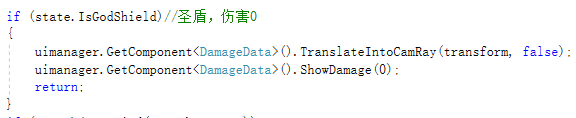 if (state.IsGodShield)//圣盾，伤害0
{
uimanager.GetComponent<DamageData>().TranslateIntoCamRay(transform, false);
uimanager.GetComponent<DamageData>().ShowDamage(0);
return;
}